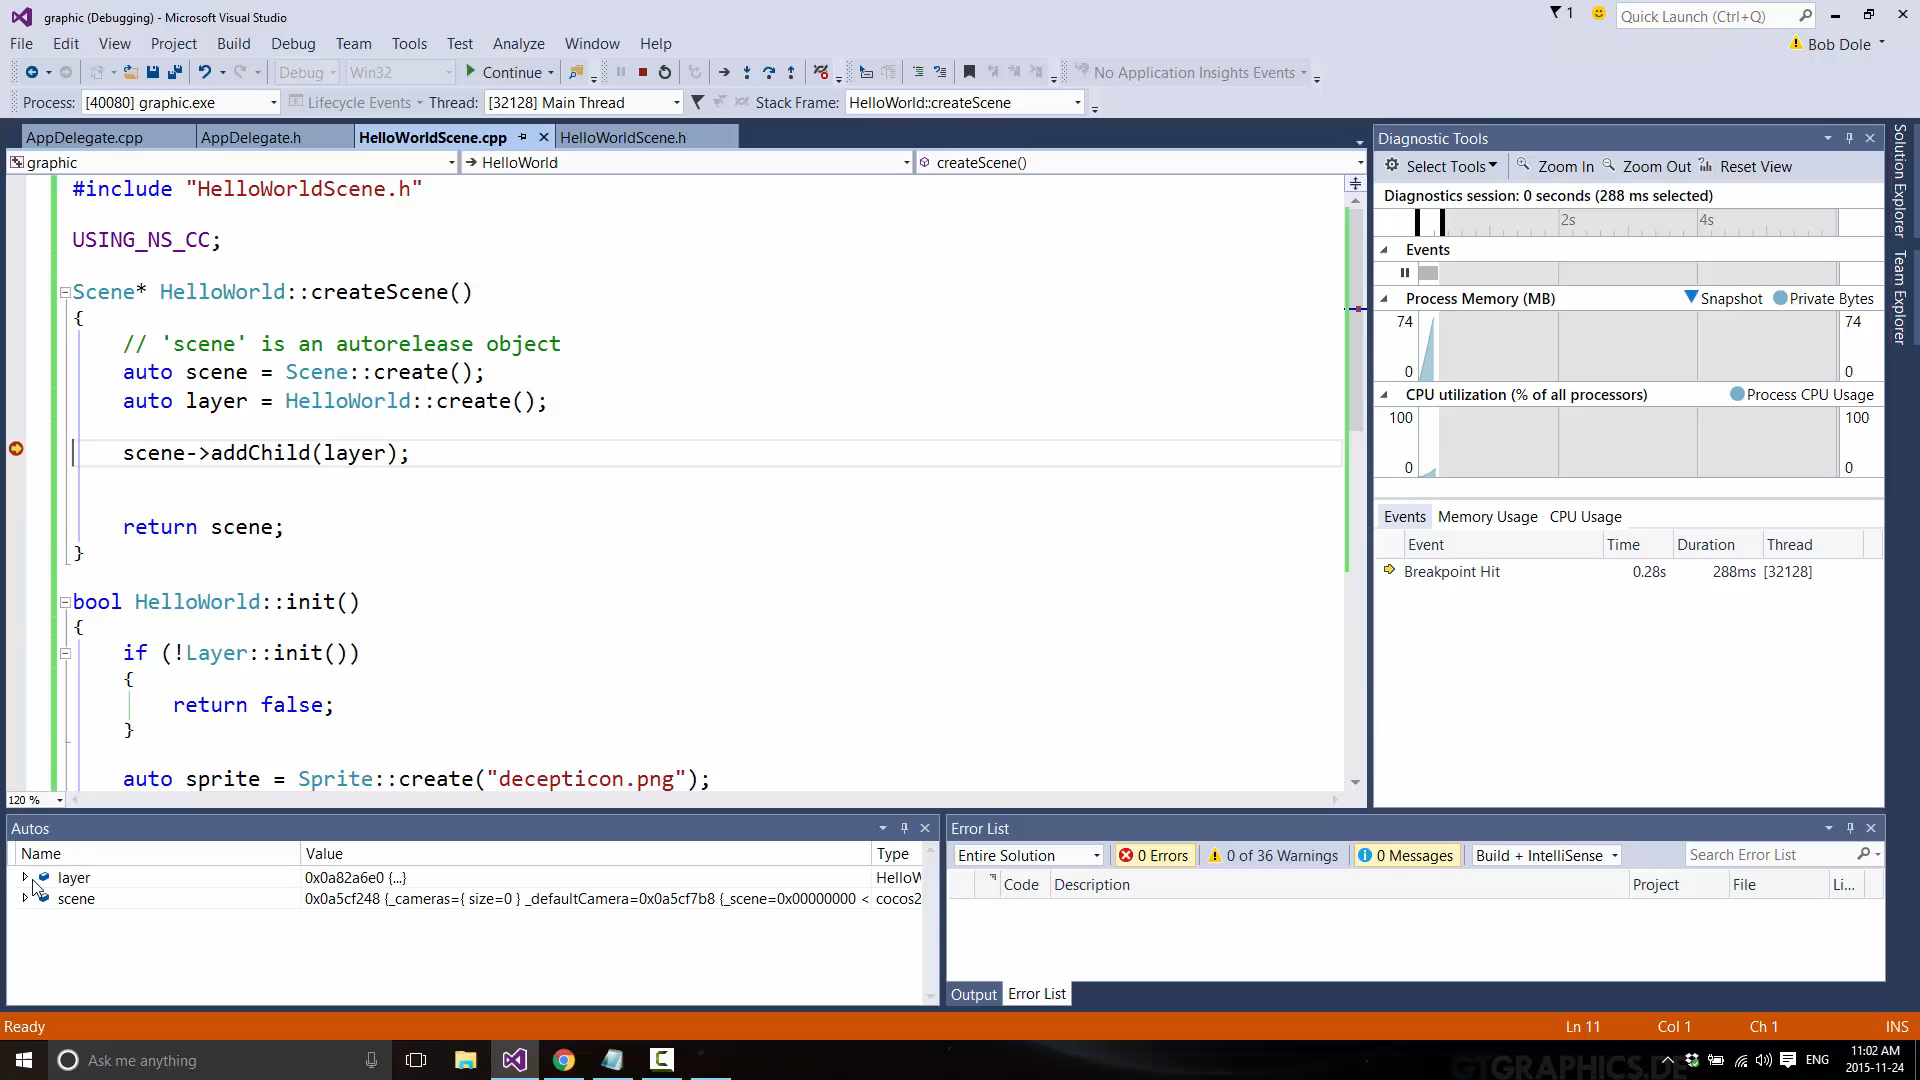 graphic (Debugging) - Microsoft Visual Studio
1
Quick Launch (Ctrl+Q)
File Edit View Project Build Debug Team Tools Test Analyze Window Help
Bob Dole
Debug Win32 Continue No Application Insights Events
Process: [40080] graphic.exe Lifecycle Events Thread: [32128] Main Thread Stack Frame: HelloWorld::createScene
AppDelegate.cpp AppDelegate.h HelloWorldScene.cpp HelloWorldScene.h
graphic HelloWorld createScene()
#include "HelloWorldScene.h"
USING_NS_CC;
Scene* HelloWorld::createScene()
{
// 'scene' is an autorelease object
auto scene = Scene::create();
auto layer = HelloWorld::create();
scene->addChild(layer);
return scene;
}
bool HelloWorld::init()
{
if (!Layer::init())
{
return false;
}
auto sprite = Sprite::create("decepticon.png");
120 %
Diagnostic Tools
Select Tools Zoom In Zoom Out Reset View
Diagnostics session: 0 seconds (288 ms selected)
2s 4s
Events
Process Memory (MB) Snapshot Private Bytes
74 74
0 0
CPU utilization (% of all processors) Process CPU Usage
100 100
0 0
Events Memory Usage CPU Usage
Event Time Duration Thread
Breakpoint Hit 0.28s 288ms [32128]
Solution Explorer
Team Explorer
Autos
Name Value Type
layer 0x0a82a6e0 {...} HelloW
scene 0x0a5cf248 {_cameras={ size=0 } _defaultCamera=0x0a5cf7b8 {_scene=0x00000000 < cocos2
Error List
Entire Solution 0 Errors 0 of 36 Warnings 0 Messages Build + IntelliSense Search Error List
Code Description Project File Li...
Output Error List
Ready Ln 11 Col 1 Ch 1 INS
Ask me anything
GTGRAPHICS.DE
ENG
11:02 AM
2015-11-24